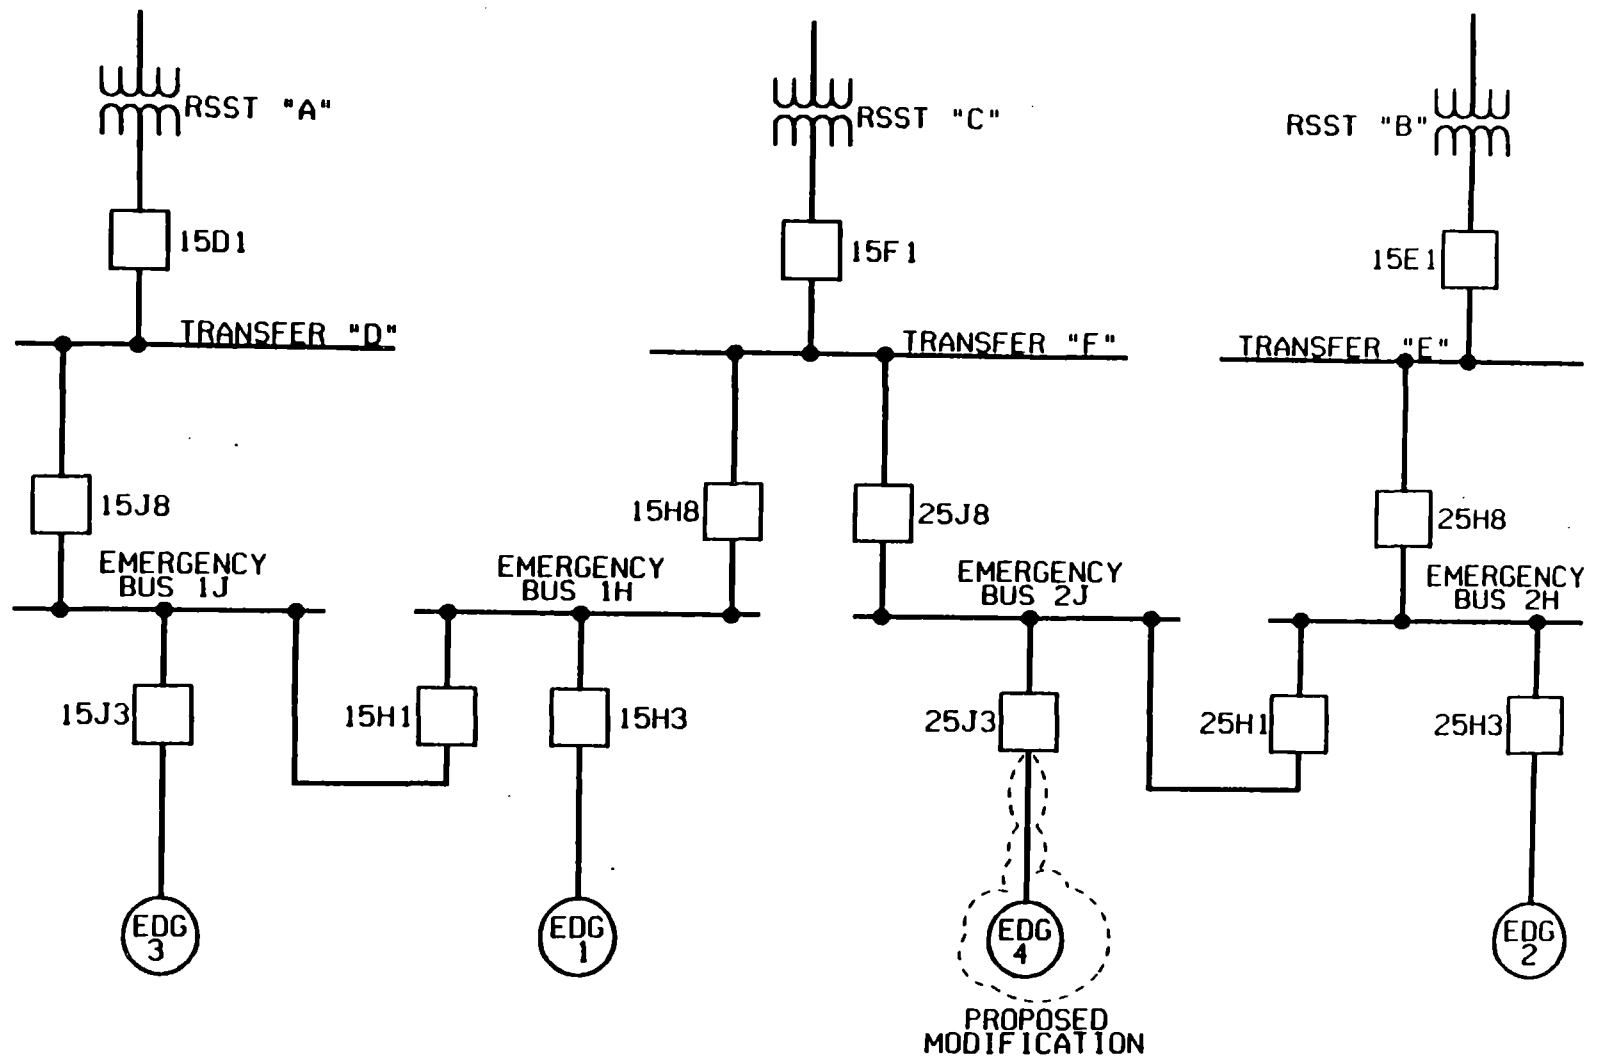 RSST "A"
RSST "C"
RSST "B"
15D1
15F1
15E1
TRANSFER "D"
TRANSFER "F"
TRANSFER "E"
15J8
15H8
25J8
25H8
EMERGENCY
BUS 1J
EMERGENCY
BUS 1H
EMERGENCY
BUS 2J
EMERGENCY
BUS 2H
15J3
15H1
15H3
25J3
25H1
25H3
EDG
3
EDG
1
EDG
4
EDG
2
PROPOSED
MODIFICATION